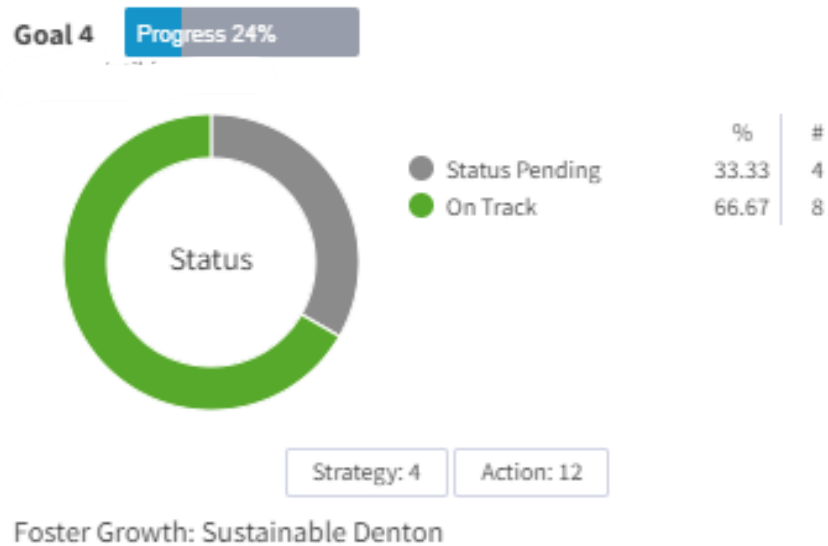 Goal 4 Progress 24%
% #
Status Pending 33.33 4
On Track 66.67 8
Status
Strategy: 4 Action: 12
Foster Growth: Sustainable Denton